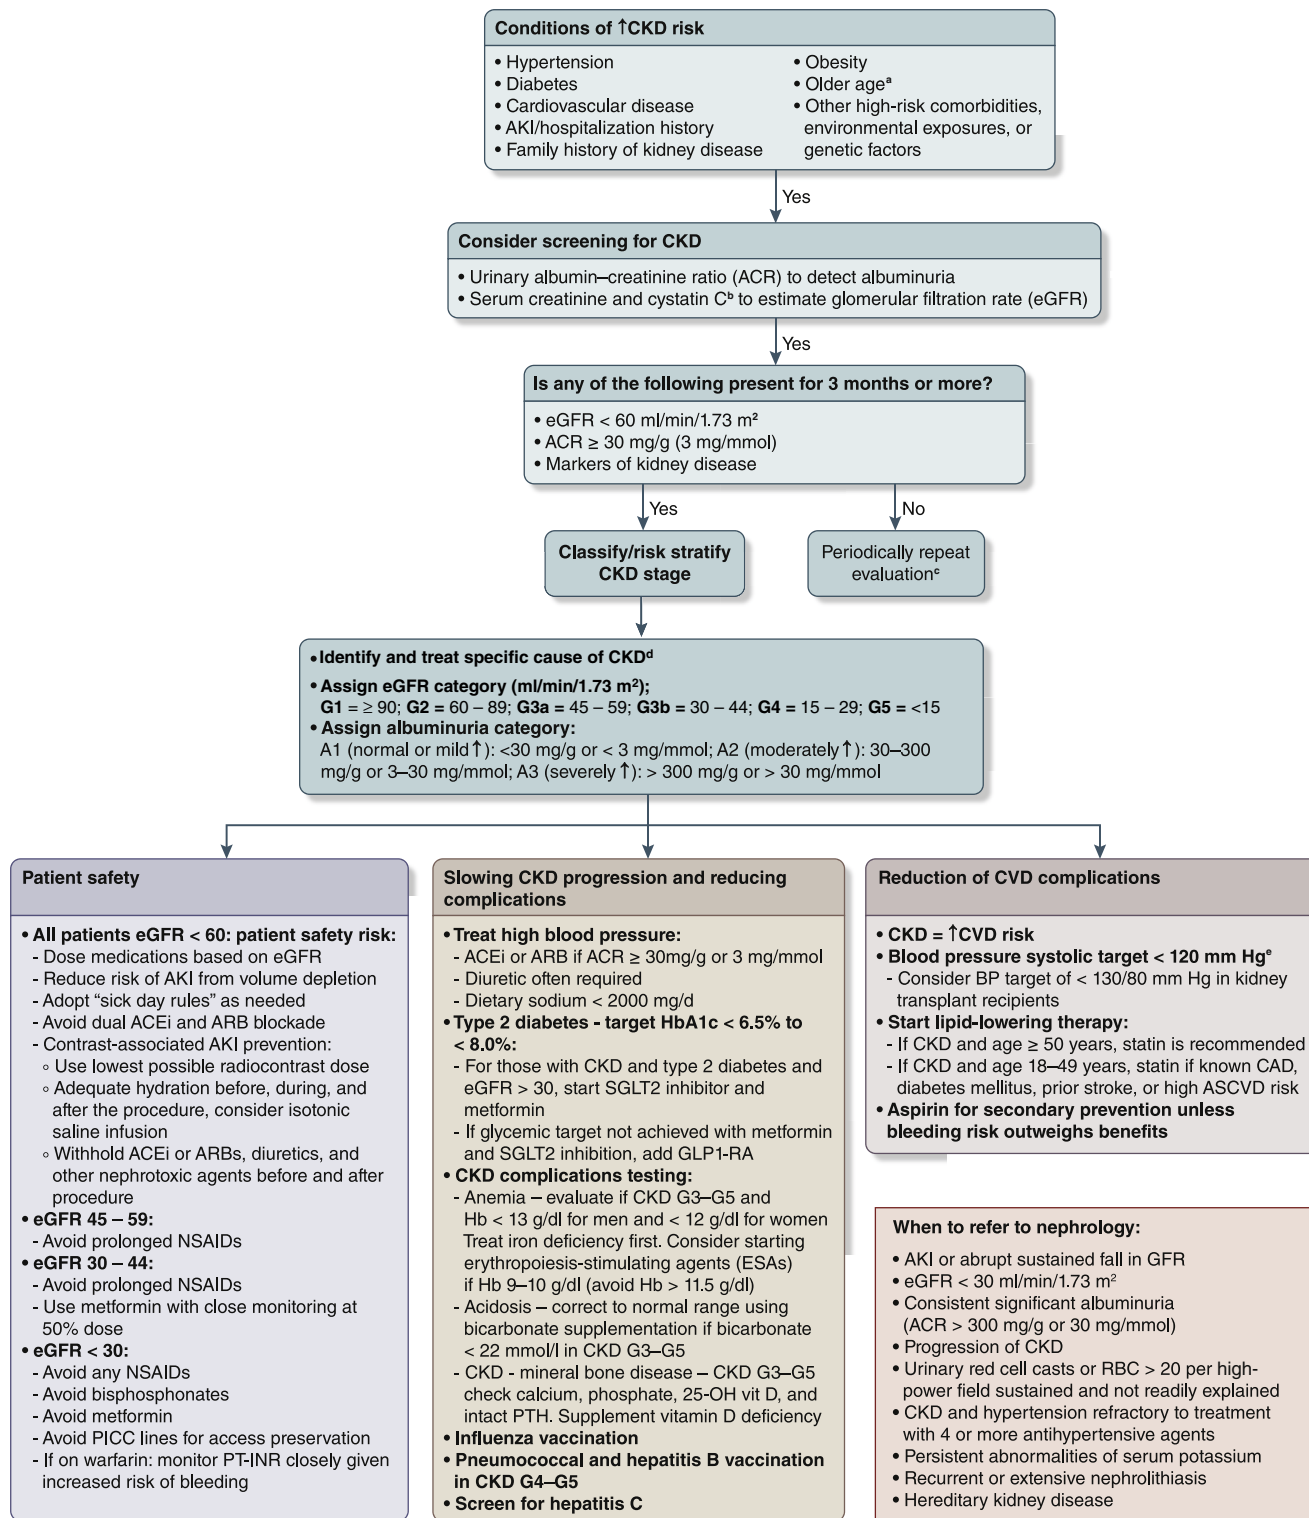 Conditions of ↑CKD risk
• Hypertension
• Diabetes
• Cardiovascular disease
• AKI/hospitalization history
• Family history of kidney disease
• Obesity
• Older ageᵃ
• Other high-risk comorbidities,
environmental exposures, or
genetic factors
Yes
Consider screening for CKD
• Urinary albumin–creatinine ratio (ACR) to detect albuminuria
• Serum creatinine and cystatin Cᵇ to estimate glomerular filtration rate (eGFR)
Yes
Is any of the following present for 3 months or more?
• eGFR < 60 ml/min/1.73 m²
• ACR ≥ 30 mg/g (3 mg/mmol)
• Markers of kidney disease
Yes
No
Classify/risk stratify
CKD stage
Periodically repeat
evaluationᶜ
• Identify and treat specific cause of CKDᵈ
• Assign eGFR category (ml/min/1.73 m²);
G1 = ≥ 90; G2 = 60 – 89; G3a = 45 – 59; G3b = 30 – 44; G4 = 15 – 29; G5 = <15
• Assign albuminuria category:
A1 (normal or mild ↑): <30 mg/g or < 3 mg/mmol; A2 (moderately ↑): 30–300
mg/g or 3–30 mg/mmol; A3 (severely ↑): > 300 mg/g or > 30 mg/mmol
Patient safety
• All patients eGFR < 60: patient safety risk:
- Dose medications based on eGFR
- Reduce risk of AKI from volume depletion
- Adopt “sick day rules” as needed
- Avoid dual ACEi and ARB blockade
- Contrast-associated AKI prevention:
◦ Use lowest possible radiocontrast dose
◦ Adequate hydration before, during, and
after the procedure, consider isotonic
saline infusion
◦ Withhold ACEi or ARBs, diuretics, and
other nephrotoxic agents before and after
procedure
• eGFR 45 – 59:
- Avoid prolonged NSAIDs
• eGFR 30 – 44:
- Avoid prolonged NSAIDs
- Use metformin with close monitoring at
50% dose
• eGFR < 30:
- Avoid any NSAIDs
- Avoid bisphosphonates
- Avoid metformin
- Avoid PICC lines for access preservation
- If on warfarin: monitor PT-INR closely given
increased risk of bleeding
Slowing CKD progression and reducing
complications
• Treat high blood pressure:
- ACEi or ARB if ACR ≥ 30mg/g or 3 mg/mmol
- Diuretic often required
- Dietary sodium < 2000 mg/d
• Type 2 diabetes - target HbA1c < 6.5% to
< 8.0%:
- For those with CKD and type 2 diabetes and
eGFR > 30, start SGLT2 inhibitor and
metformin
- If glycemic target not achieved with metformin
and SGLT2 inhibition, add GLP1-RA
• CKD complications testing:
- Anemia – evaluate if CKD G3–G5 and
Hb < 13 g/dl for men and < 12 g/dl for women
Treat iron deficiency first. Consider starting
erythropoiesis-stimulating agents (ESAs)
if Hb 9–10 g/dl (avoid Hb > 11.5 g/dl)
- Acidosis – correct to normal range using
bicarbonate supplementation if bicarbonate
< 22 mmol/l in CKD G3–G5
- CKD - mineral bone disease – CKD G3–G5
check calcium, phosphate, 25-OH vit D, and
intact PTH. Supplement vitamin D deficiency
• Influenza vaccination
• Pneumococcal and hepatitis B vaccination
in CKD G4–G5
• Screen for hepatitis C
Reduction of CVD complications
• CKD = ↑CVD risk
• Blood pressure systolic target < 120 mm Hgᵉ
- Consider BP target of < 130/80 mm Hg in kidney
transplant recipients
• Start lipid-lowering therapy:
- If CKD and age ≥ 50 years, statin is recommended
- If CKD and age 18–49 years, statin if known CAD,
diabetes mellitus, prior stroke, or high ASCVD risk
• Aspirin for secondary prevention unless
bleeding risk outweighs benefits
When to refer to nephrology:
• AKI or abrupt sustained fall in GFR
• eGFR < 30 ml/min/1.73 m²
• Consistent significant albuminuria
(ACR > 300 mg/g or 30 mg/mmol)
• Progression of CKD
• Urinary red cell casts or RBC > 20 per high-
power field sustained and not readily explained
• CKD and hypertension refractory to treatment
with 4 or more antihypertensive agents
• Persistent abnormalities of serum potassium
• Recurrent or extensive nephrolithiasis
• Hereditary kidney disease